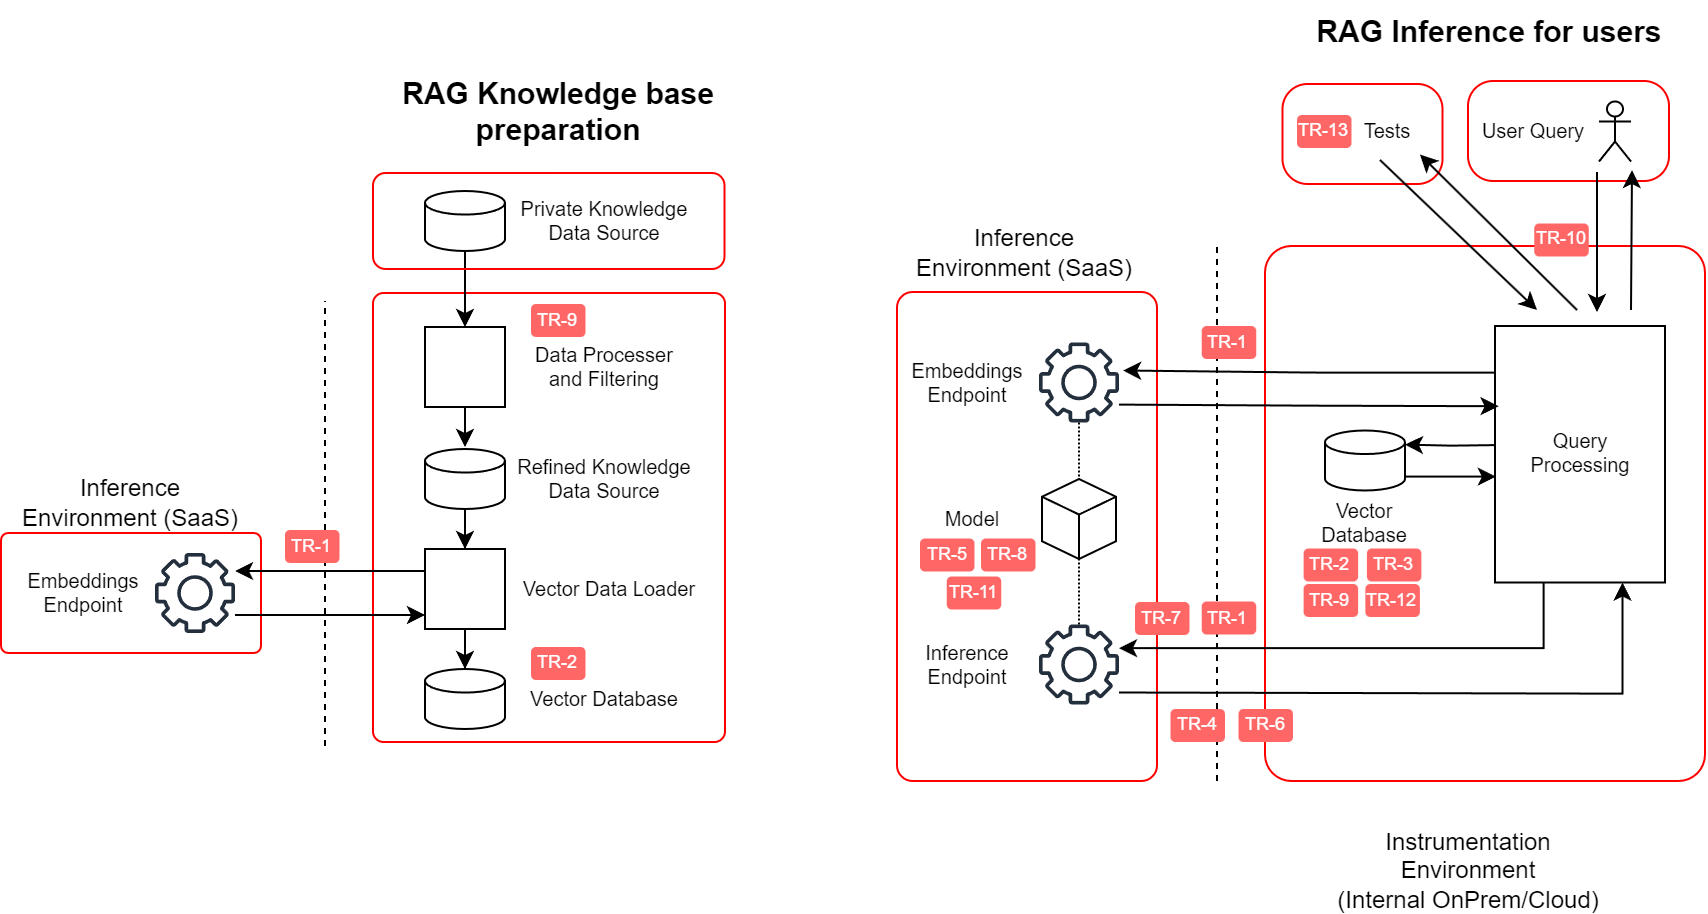 RAG Knowledge base
preparation
Private Knowledge
Data Source
TR-9
Data Processer
and Filtering
Refined Knowledge
Data Source
Inference
Environment (SaaS)
TR-1
Embeddings
Endpoint
Vector Data Loader
TR-2
Vector Database
RAG Inference for users
TR-13 Tests
User Query
TR-10
Inference
Environment (SaaS)
TR-1
Embeddings
Endpoint
Query
Processing
Vector
Database
TR-2 TR-3
TR-9 TR-12
Model
TR-5 TR-8
TR-11
TR-7 TR-1
Inference
Endpoint
TR-4 TR-6
Instrumentation
Environment
(Internal OnPrem/Cloud)